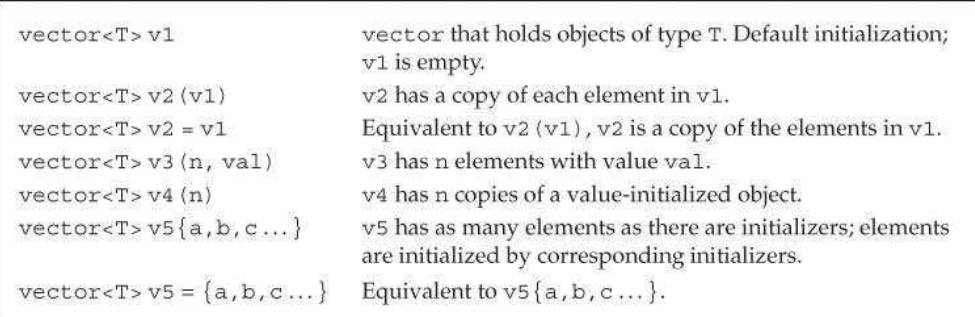 vector<T> v1 vector that holds objects of type T. Default initialization;
v1 is empty.
vector<T> v2(v1) v2 has a copy of each element in v1.
vector<T> v2 = v1 Equivalent to v2(v1), v2 is a copy of the elements in v1.
vector<T> v3(n, val) v3 has n elements with value val.
vector<T> v4(n) v4 has n copies of a value-initialized object.
vector<T> v5{a,b,c...} v5 has as many elements as there are initializers; elements
are initialized by corresponding initializers.
vector<T> v5 = {a,b,c...} Equivalent to v5{a,b,c...}.